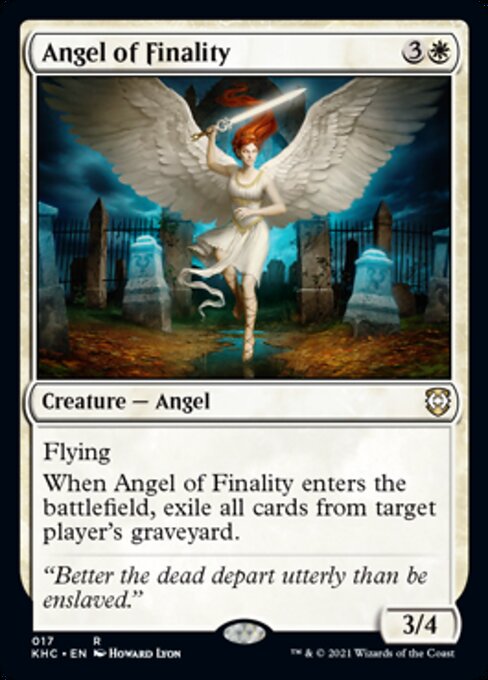 Angel of Finality 3
Creature — Angel
Flying
When Angel of Finality enters the
battlefield, exile all cards from target
player's graveyard.
“Better the dead depart utterly than be
enslaved.”
3/4
017 R
KHC • EN Howard Lyon
™ & © 2021 Wizards of the Coast